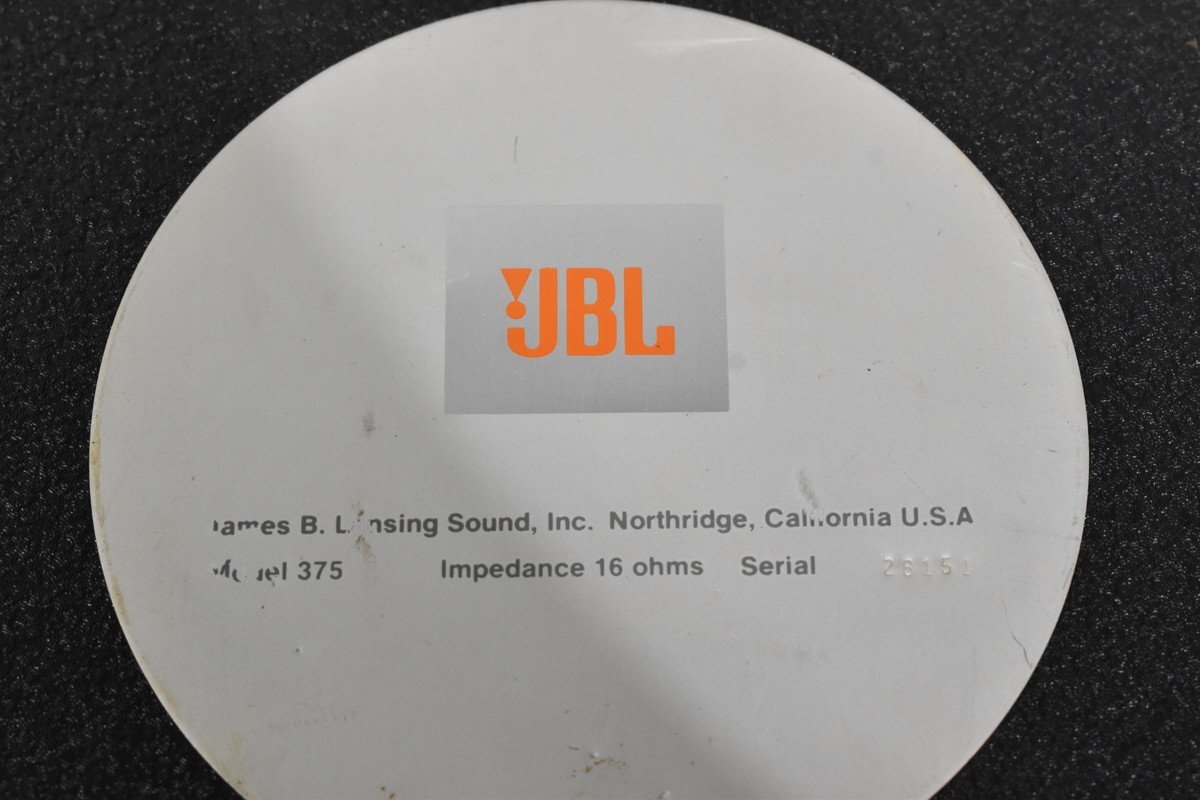 JBL
James B. Lansing Sound, Inc. Northridge, California U.S.A
Model 375 Impedance 16 ohms Serial